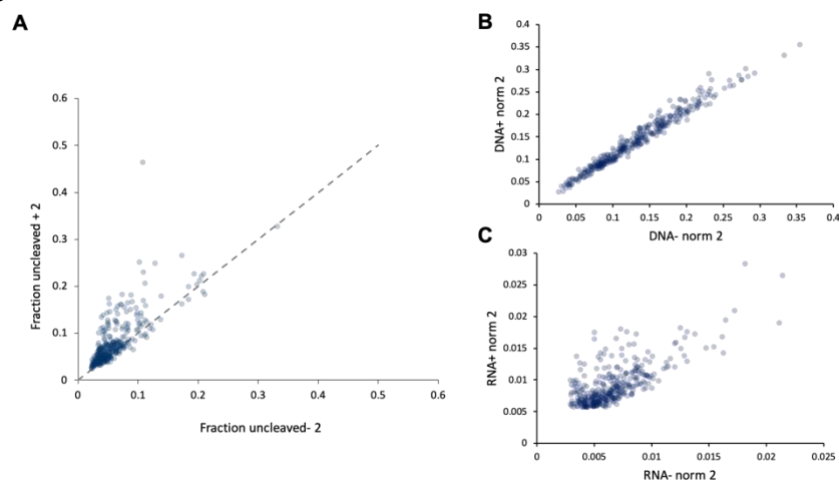 A
0.6
0.5
0.4
0.3
0.2
0.1
0
0 0.1 0.2 0.3 0.4 0.5 0.6
Fraction uncleaved + 2
Fraction uncleaved- 2
B
0.4
0.35
0.3
0.25
0.2
0.15
0.1
0.05
0
0 0.05 0.1 0.15 0.2 0.25 0.3 0.35 0.4
DNA+ norm 2
DNA- norm 2
C
0.03
0.025
0.02
0.015
0.01
0.005
0
0 0.005 0.01 0.015 0.02 0.025
RNA+ norm 2
RNA- norm 2